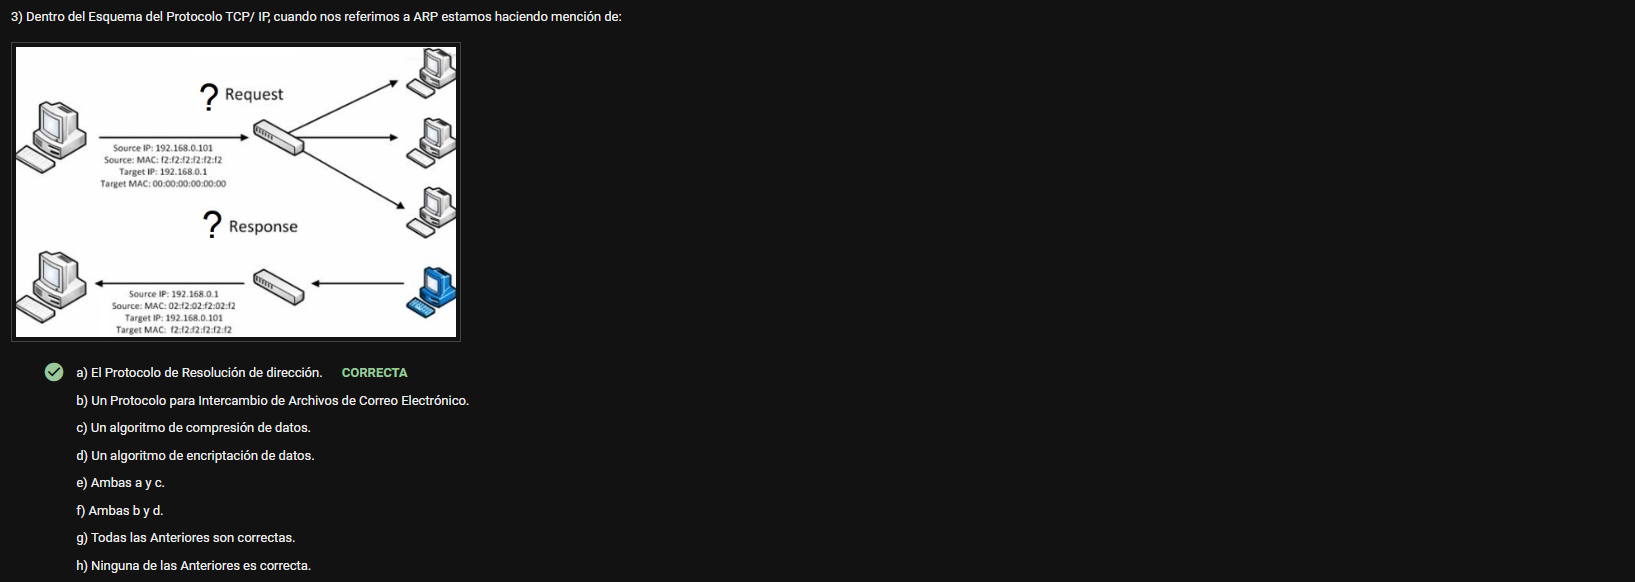 3) Dentro del Esquema del Protocolo TCP/ IP, cuando nos referimos a ARP estamos haciendo mención de:
? Request
Source IP: 192.168.0.101
Source: MAC: f2:f2:f2:f2:f2:f2
Target IP: 192.168.0.1
Target MAC: 00:00:00:00:00:00
? Response
Source IP: 192.168.0.1
Source: MAC: 02:f2:02:f2:02:f2
Target IP: 192.168.0.101
Target MAC: f2:f2:f2:f2:f2:f2
a) El Protocolo de Resolución de dirección. CORRECTA
b) Un Protocolo para Intercambio de Archivos de Correo Electrónico.
c) Un algoritmo de compresión de datos.
d) Un algoritmo de encriptación de datos.
e) Ambas a y c.
f) Ambas b y d.
g) Todas las Anteriores son correctas.
h) Ninguna de las Anteriores es correcta.